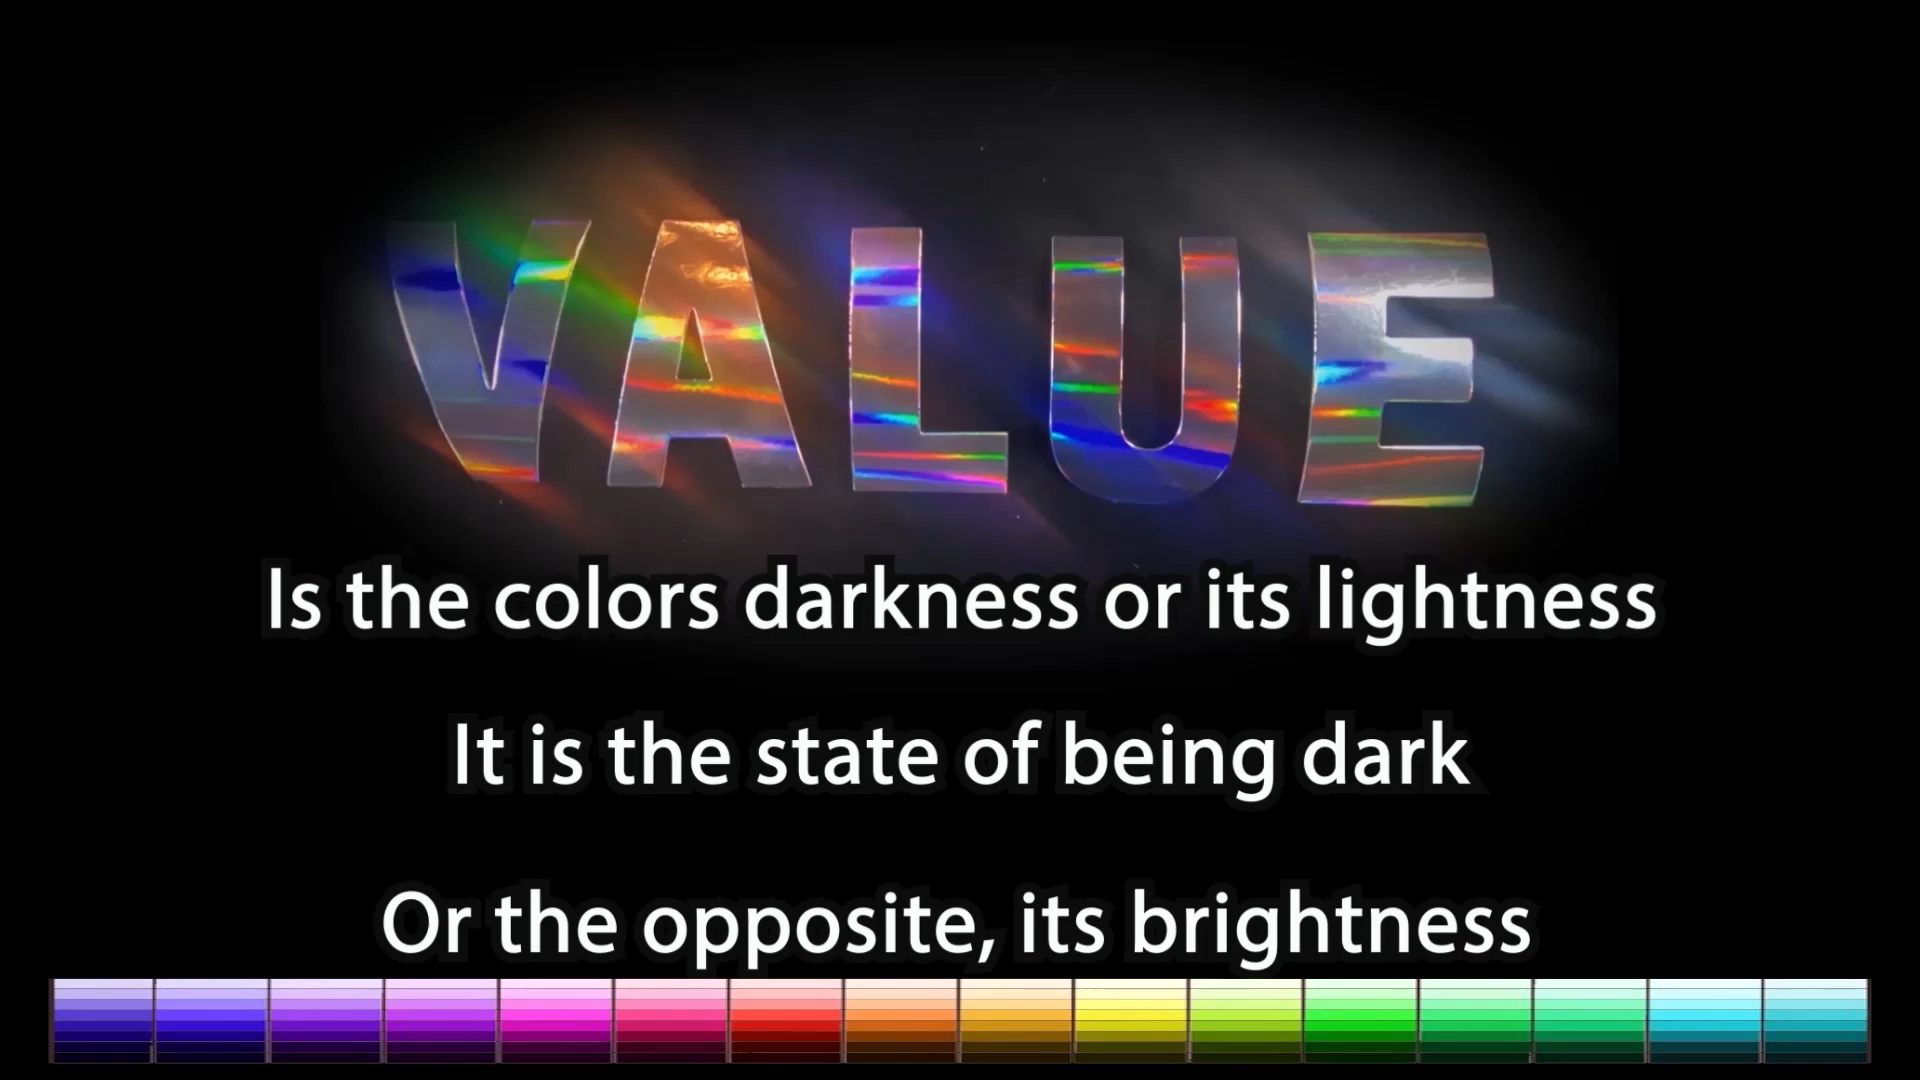 VALUE
Is the colors darkness or its lightness
It is the state of being dark
Or the opposite, its brightness